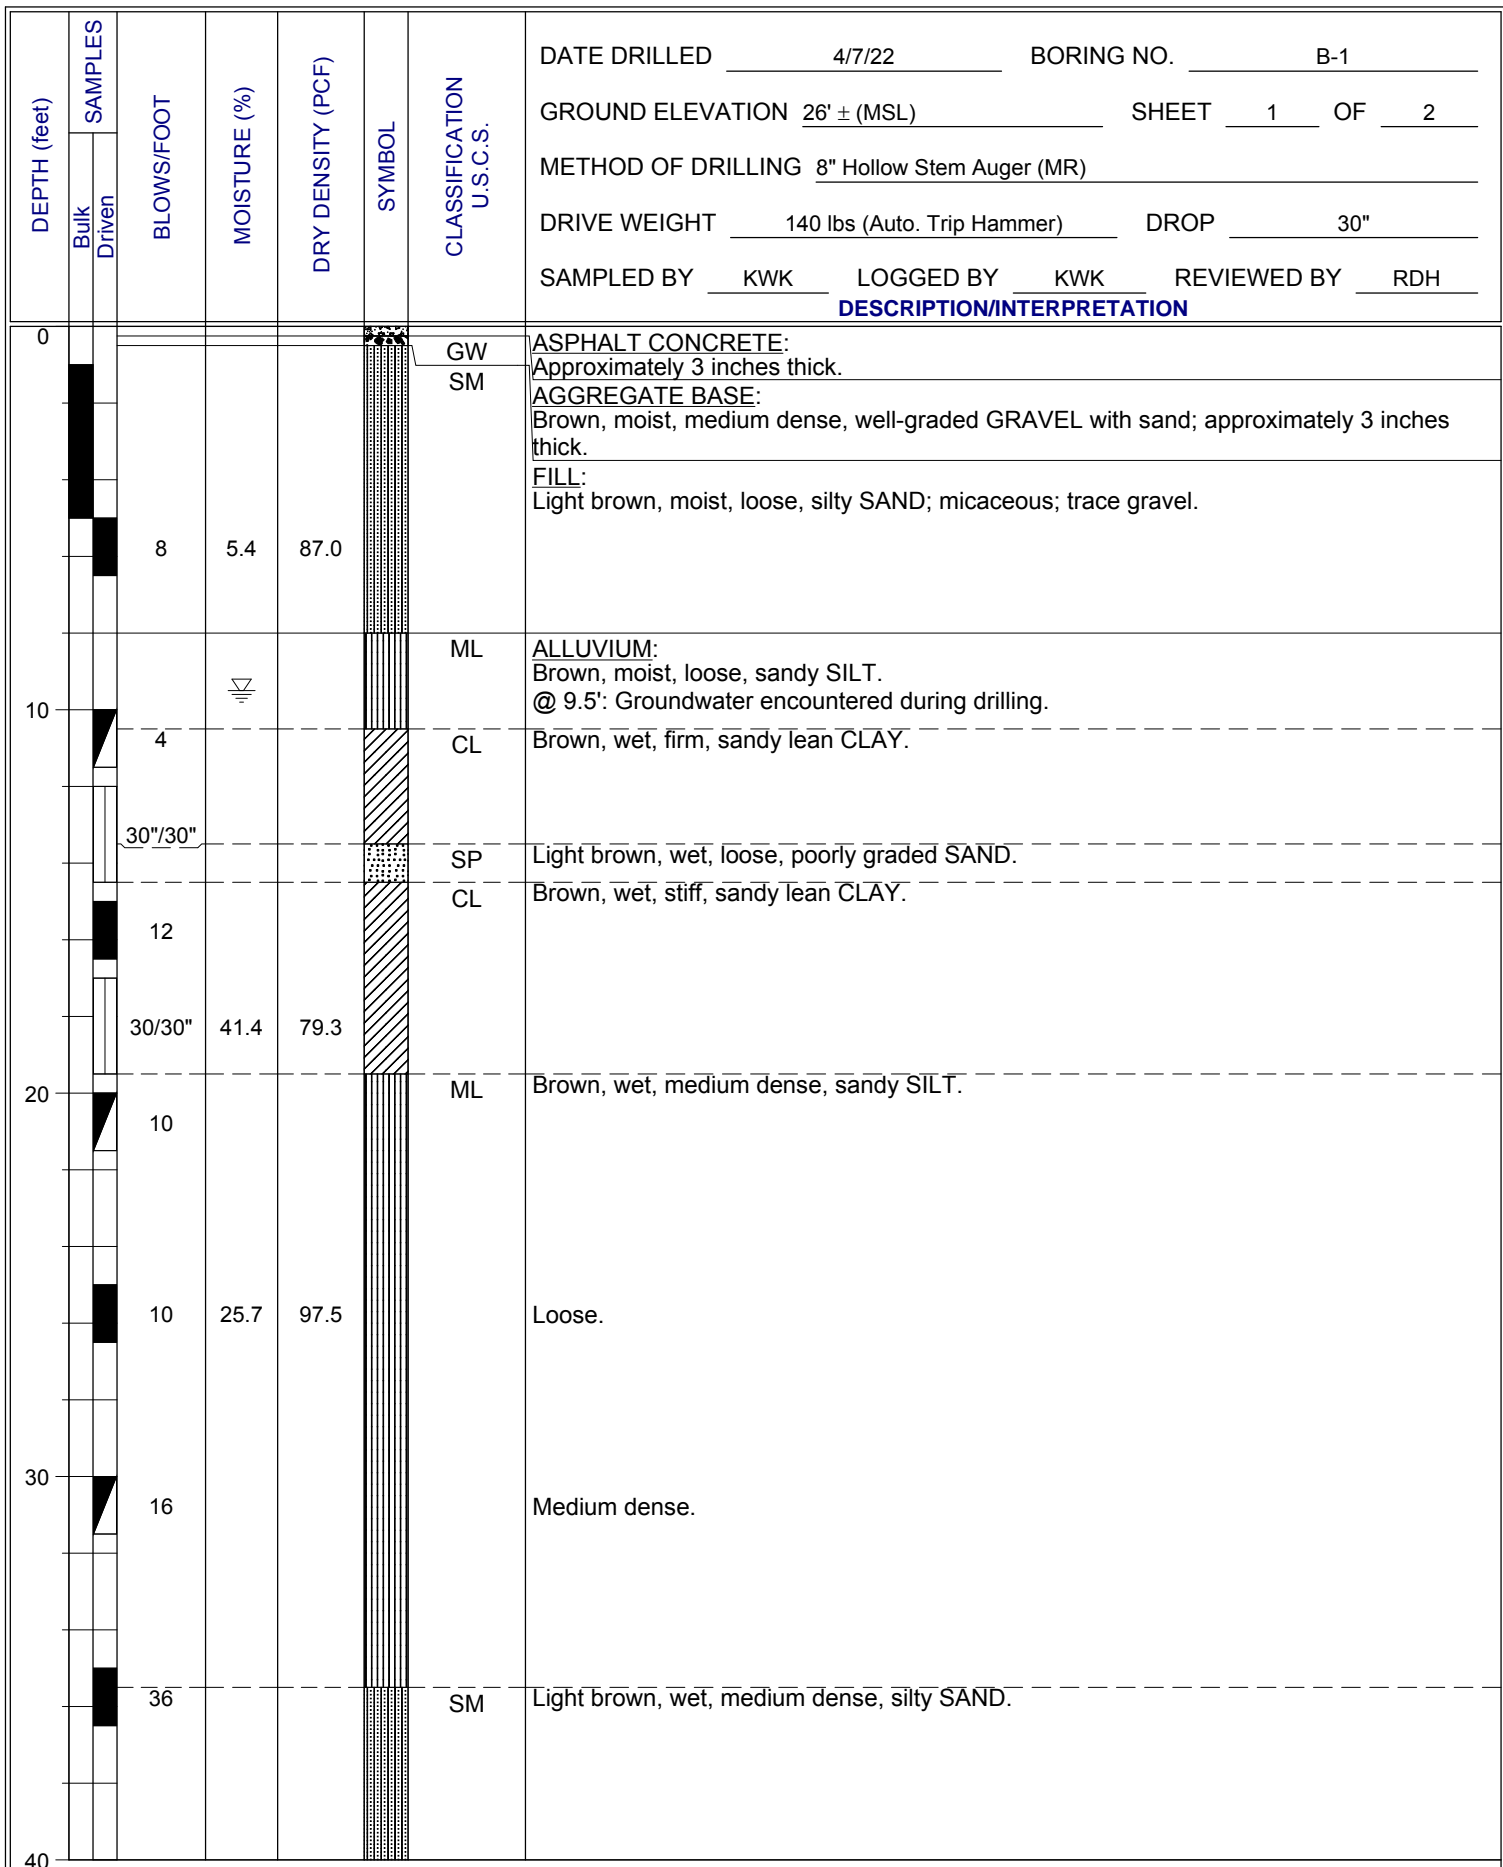 DEPTH (feet)
SAMPLES
Bulk
Driven
BLOWS/FOOT
MOISTURE (%)
DRY DENSITY (PCF)
SYMBOL
CLASSIFICATION
U.S.C.S.
DATE DRILLED 4/7/22 BORING NO. B-1
GROUND ELEVATION 26' ± (MSL) SHEET 1 OF 2
METHOD OF DRILLING 8" Hollow Stem Auger (MR)
DRIVE WEIGHT 140 lbs (Auto. Trip Hammer) DROP 30"
SAMPLED BY KWK LOGGED BY KWK REVIEWED BY RDH
DESCRIPTION/INTERPRETATION
0
GW ASPHALT CONCRETE:
Approximately 3 inches thick.
SM
AGGREGATE BASE:
Brown, moist, medium dense, well-graded GRAVEL with sand; approximately 3 inches
thick.
FILL:
Light brown, moist, loose, silty SAND; micaceous; trace gravel.
8 5.4 87.0
ML ALLUVIUM:
Brown, moist, loose, sandy SILT.
@ 9.5': Groundwater encountered during drilling.
10
4 CL Brown, wet, firm, sandy lean CLAY.
30"/30"
SP Light brown, wet, loose, poorly graded SAND.
CL Brown, wet, stiff, sandy lean CLAY.
12
30/30" 41.4 79.3
20 ML Brown, wet, medium dense, sandy SILT.
10
10 25.7 97.5 Loose.
30
16 Medium dense.
36 SM Light brown, wet, medium dense, silty SAND.
40